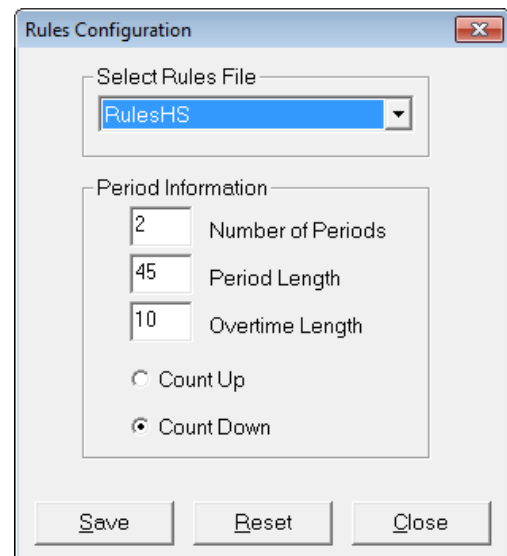 Rules Configuration
Select Rules File
RulesHS
Period Information
2 Number of Periods
45 Period Length
10 Overtime Length
Count Up
Count Down
Save Reset Close